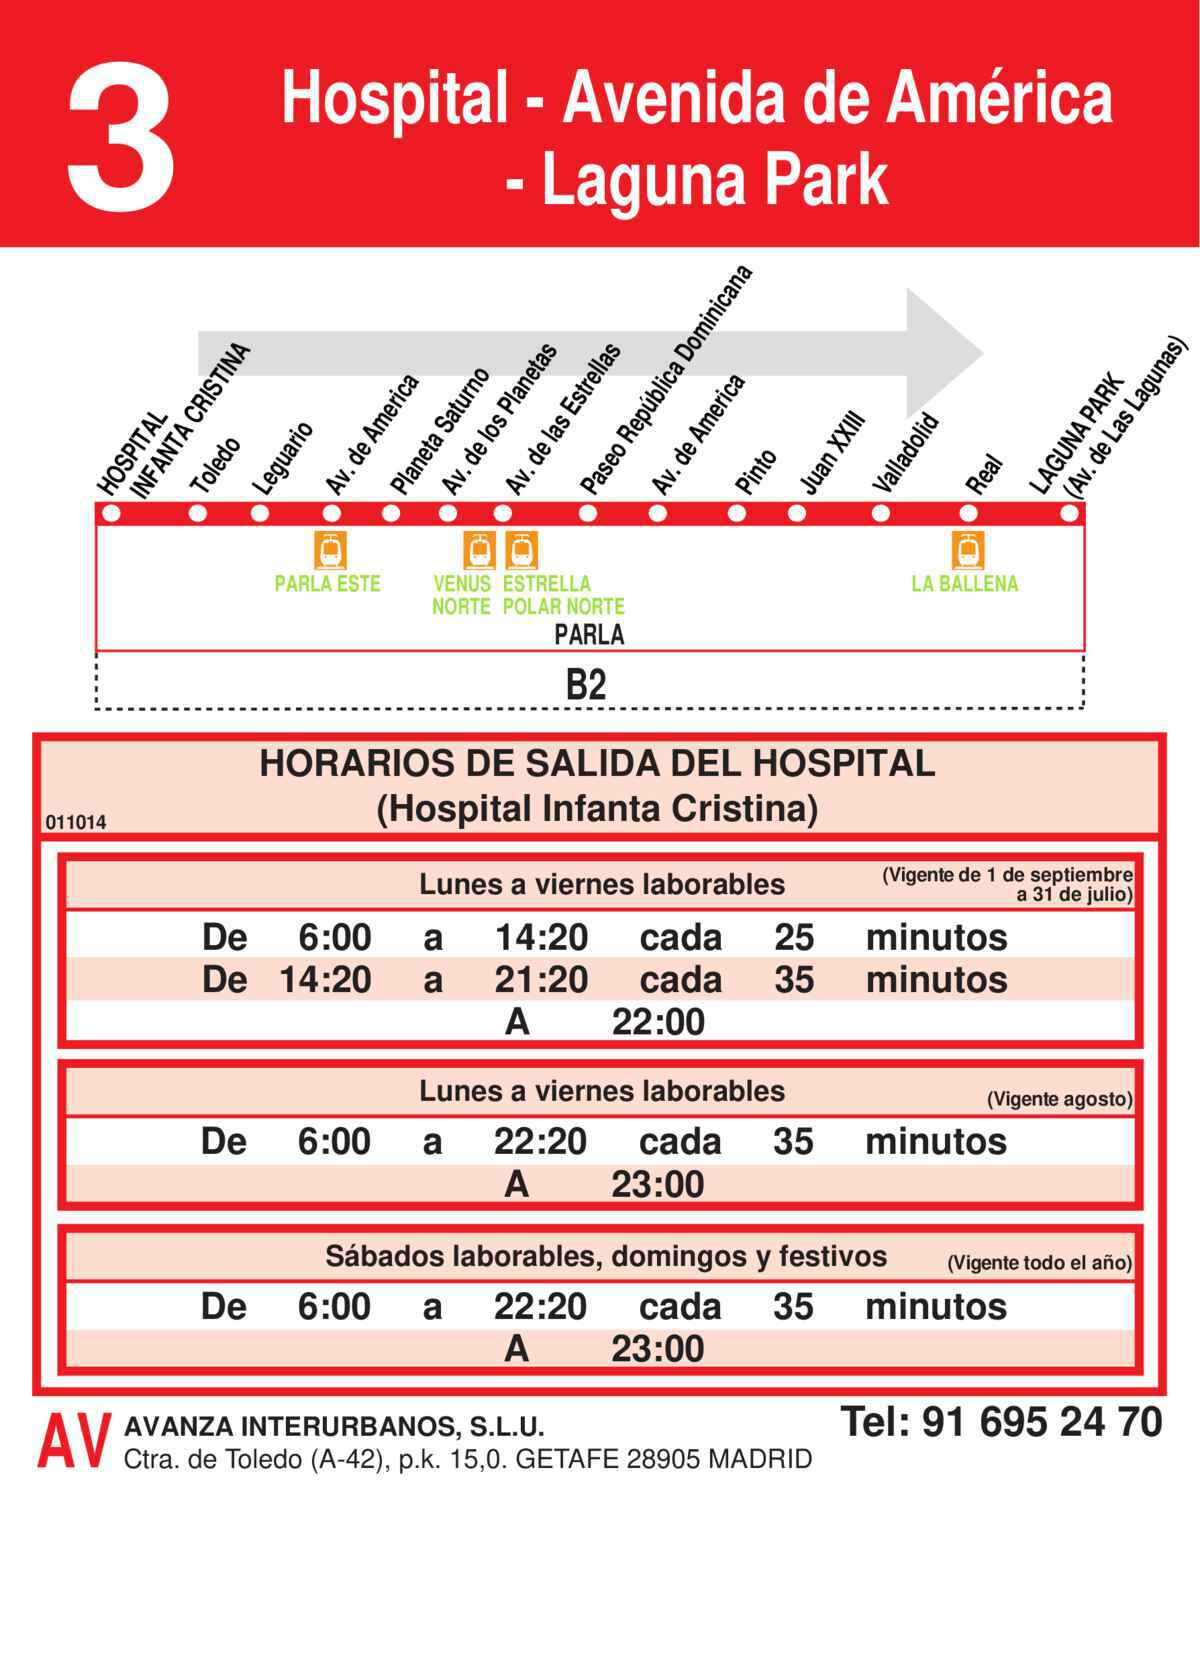 3
Hospital - Avenida de América
- Laguna Park
HOSPITAL
INFANTA CRISTINA
Toledo
Leguario
Av. de America
Planeta Saturno
Av. de los Planetas
Av. de las Estrellas
Paseo República Dominicana
Av. de America
Pinto
Juan XXIII
Valladolid
Real
LAGUNA PARK
(Av. de Las Lagunas)
PARLA ESTE
VENUS
NORTE
ESTRELLA
POLAR NORTE
LA BALLENA
PARLA
B2
HORARIOS DE SALIDA DEL HOSPITAL
(Hospital Infanta Cristina)
011014
Lunes a viernes laborables
(Vigente de 1 de septiembre
a 31 de julio)
De 6:00 a 14:20 cada 25 minutos
De 14:20 a 21:20 cada 35 minutos
A 22:00
Lunes a viernes laborables
(Vigente agosto)
De 6:00 a 22:20 cada 35 minutos
A 23:00
Sábados laborables, domingos y festivos
(Vigente todo el año)
De 6:00 a 22:20 cada 35 minutos
A 23:00
AV
AVANZA INTERURBANOS, S.L.U.
Ctra. de Toledo (A-42), p.k. 15,0. GETAFE 28905 MADRID
Tel: 91 695 24 70